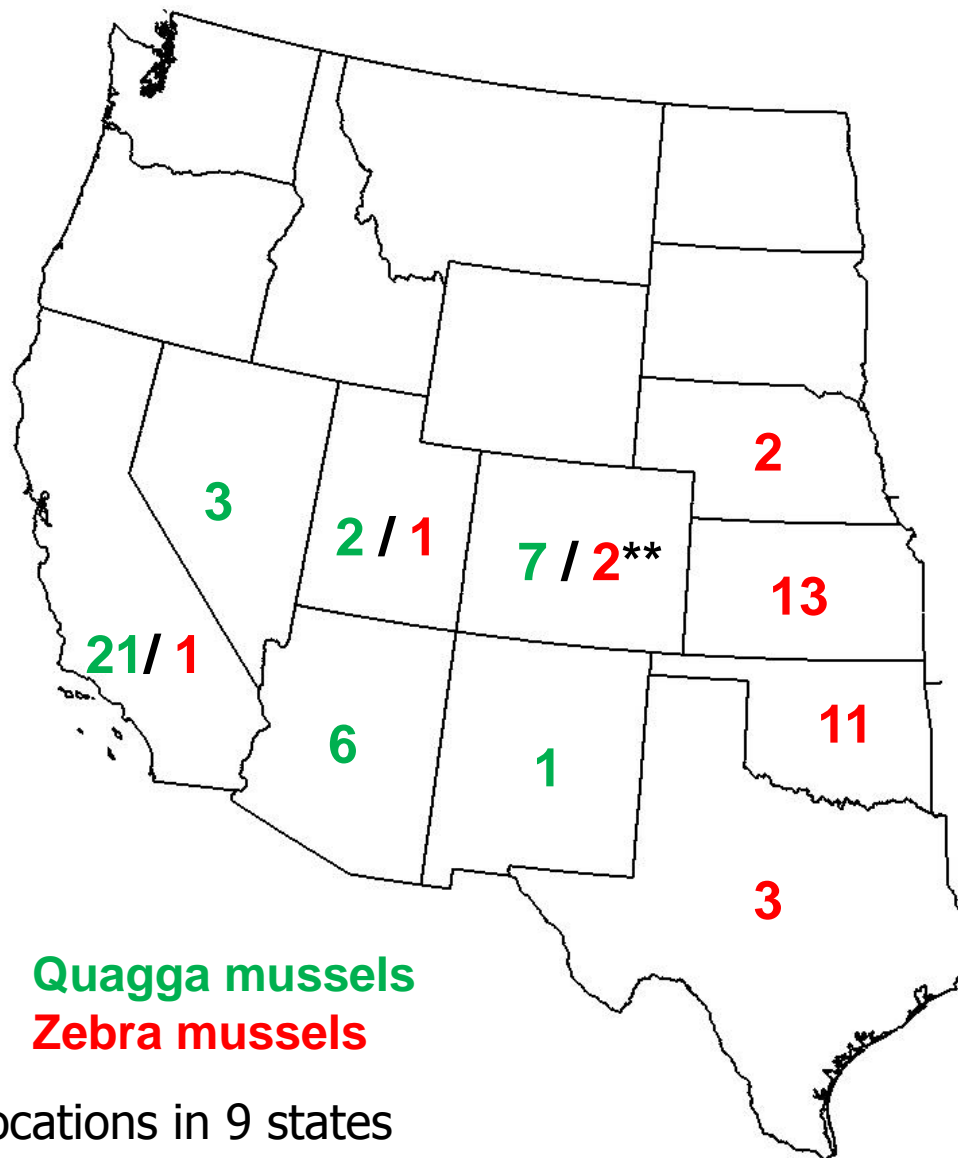 2
3
2 / 1
7 / 2**
13
21/ 1
11
6
1
3
Quagga mussels
Zebra mussels
ocations in 9 states